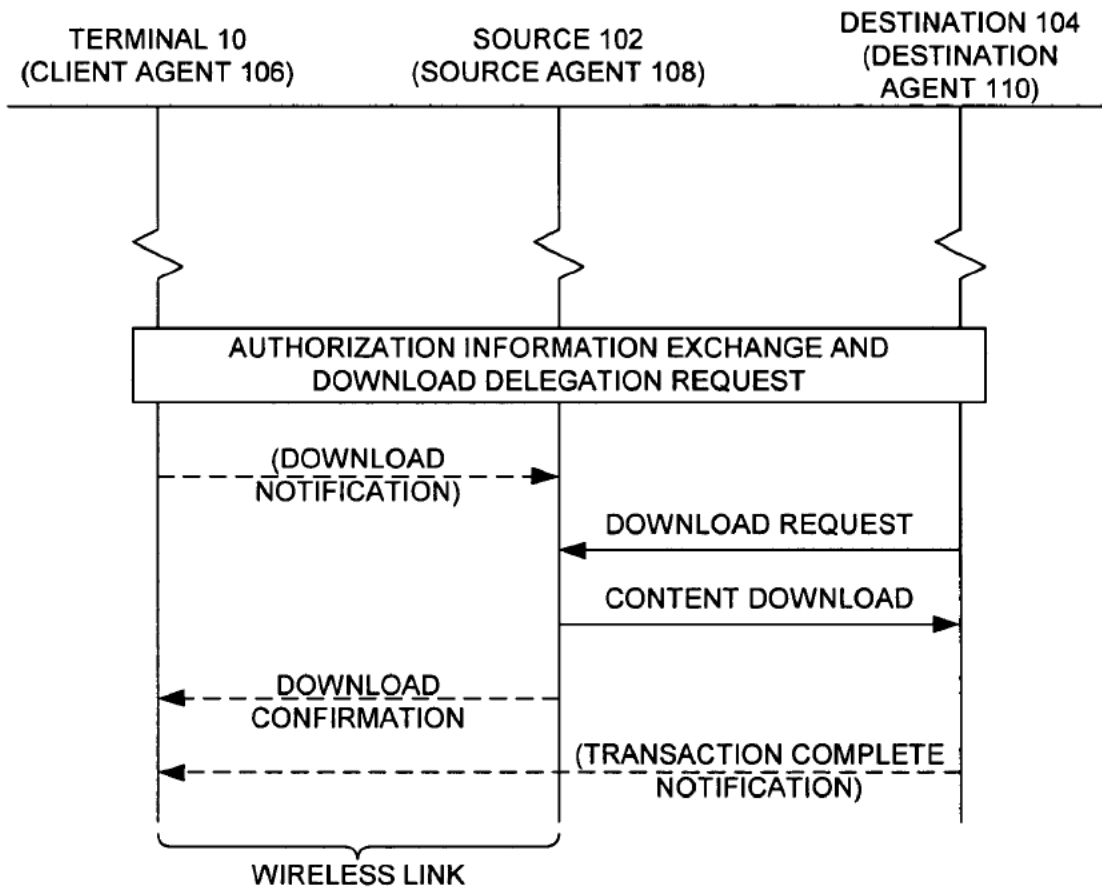 TERMINAL 10
(CLIENT AGENT 106)
SOURCE 102
(SOURCE AGENT 108)
DESTINATION 104
(DESTINATION
AGENT 110)
AUTHORIZATION INFORMATION EXCHANGE AND
DOWNLOAD DELEGATION REQUEST
(DOWNLOAD
NOTIFICATION)
DOWNLOAD REQUEST
CONTENT DOWNLOAD
DOWNLOAD
CONFIRMATION
(TRANSACTION COMPLETE
NOTIFICATION)
WIRELESS LINK